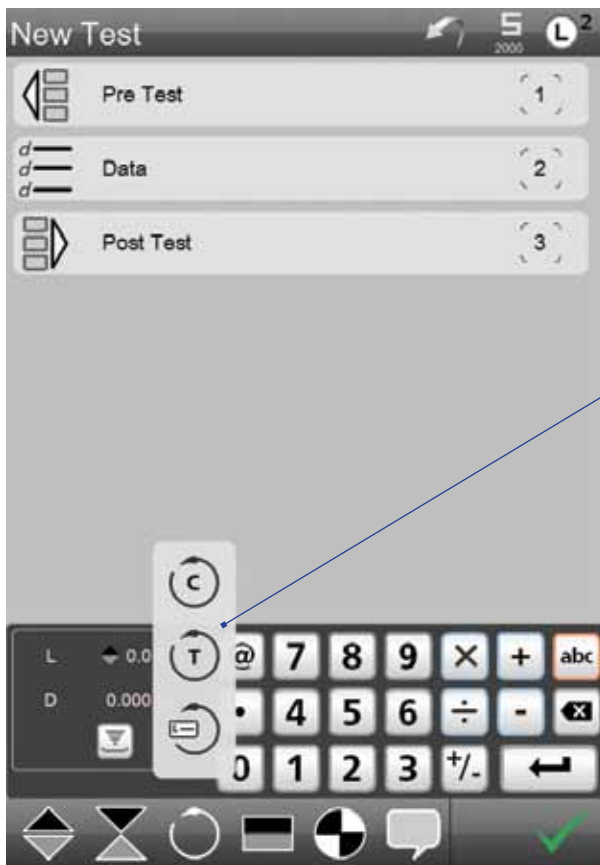 New Test
S
2000
L 2
Pre Test 1
d
d
d
Data 2
Post Test 3
C
T
L
L 0.0
D 0.000
@ 7 8 9 × + abc
• 4 5 6 ÷ -
0 1 2 3 +/-